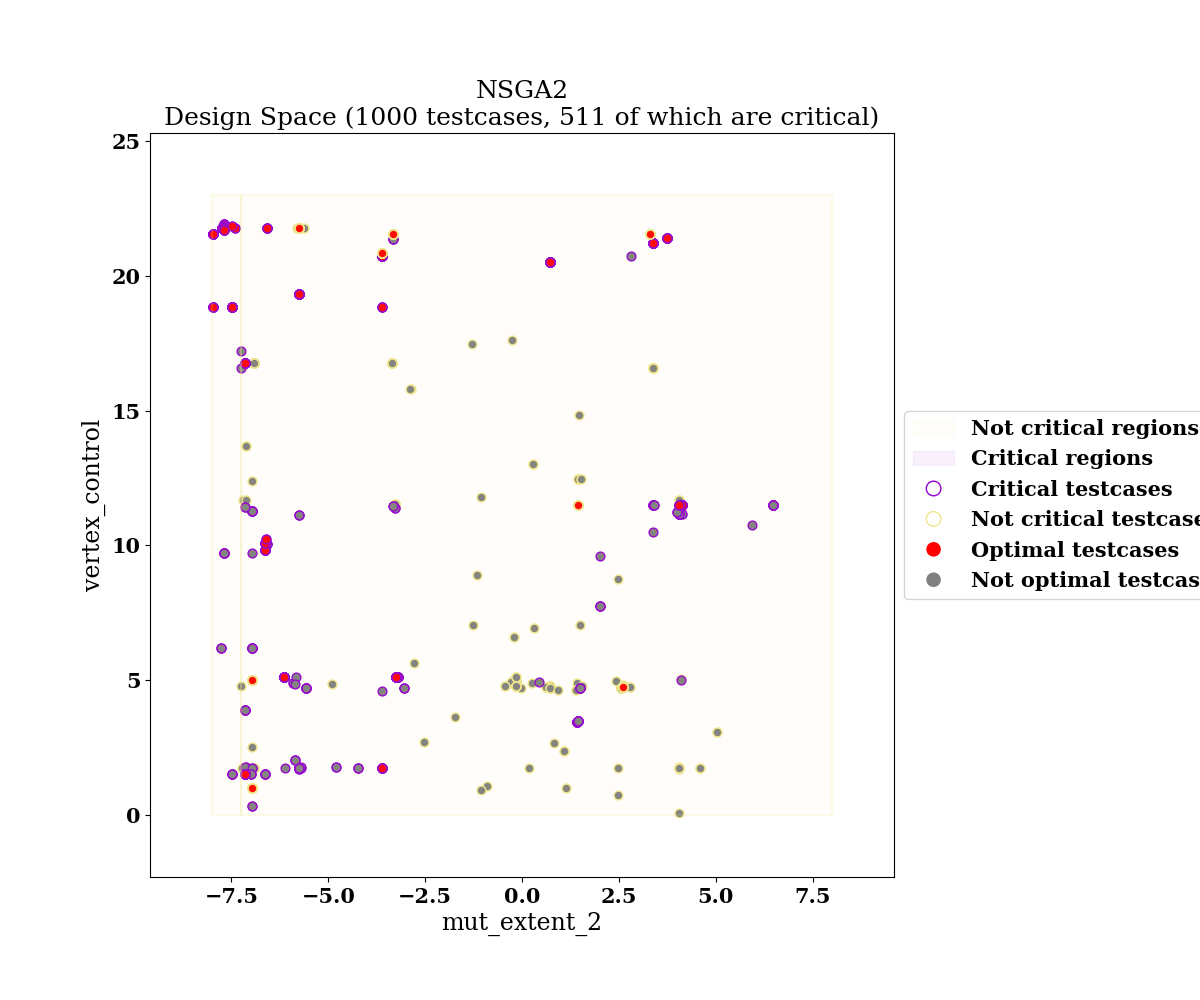 NSGA2
Design Space (1000 testcases, 511 of which are critical)
25
20
15
10
5
0
vertex_control
−7.5
−5.0
−2.5
0.0
2.5
5.0
7.5
mut_extent_2
Not critical regions
Critical regions
Critical testcases
Not critical testcase
Optimal testcases
Not optimal testcas